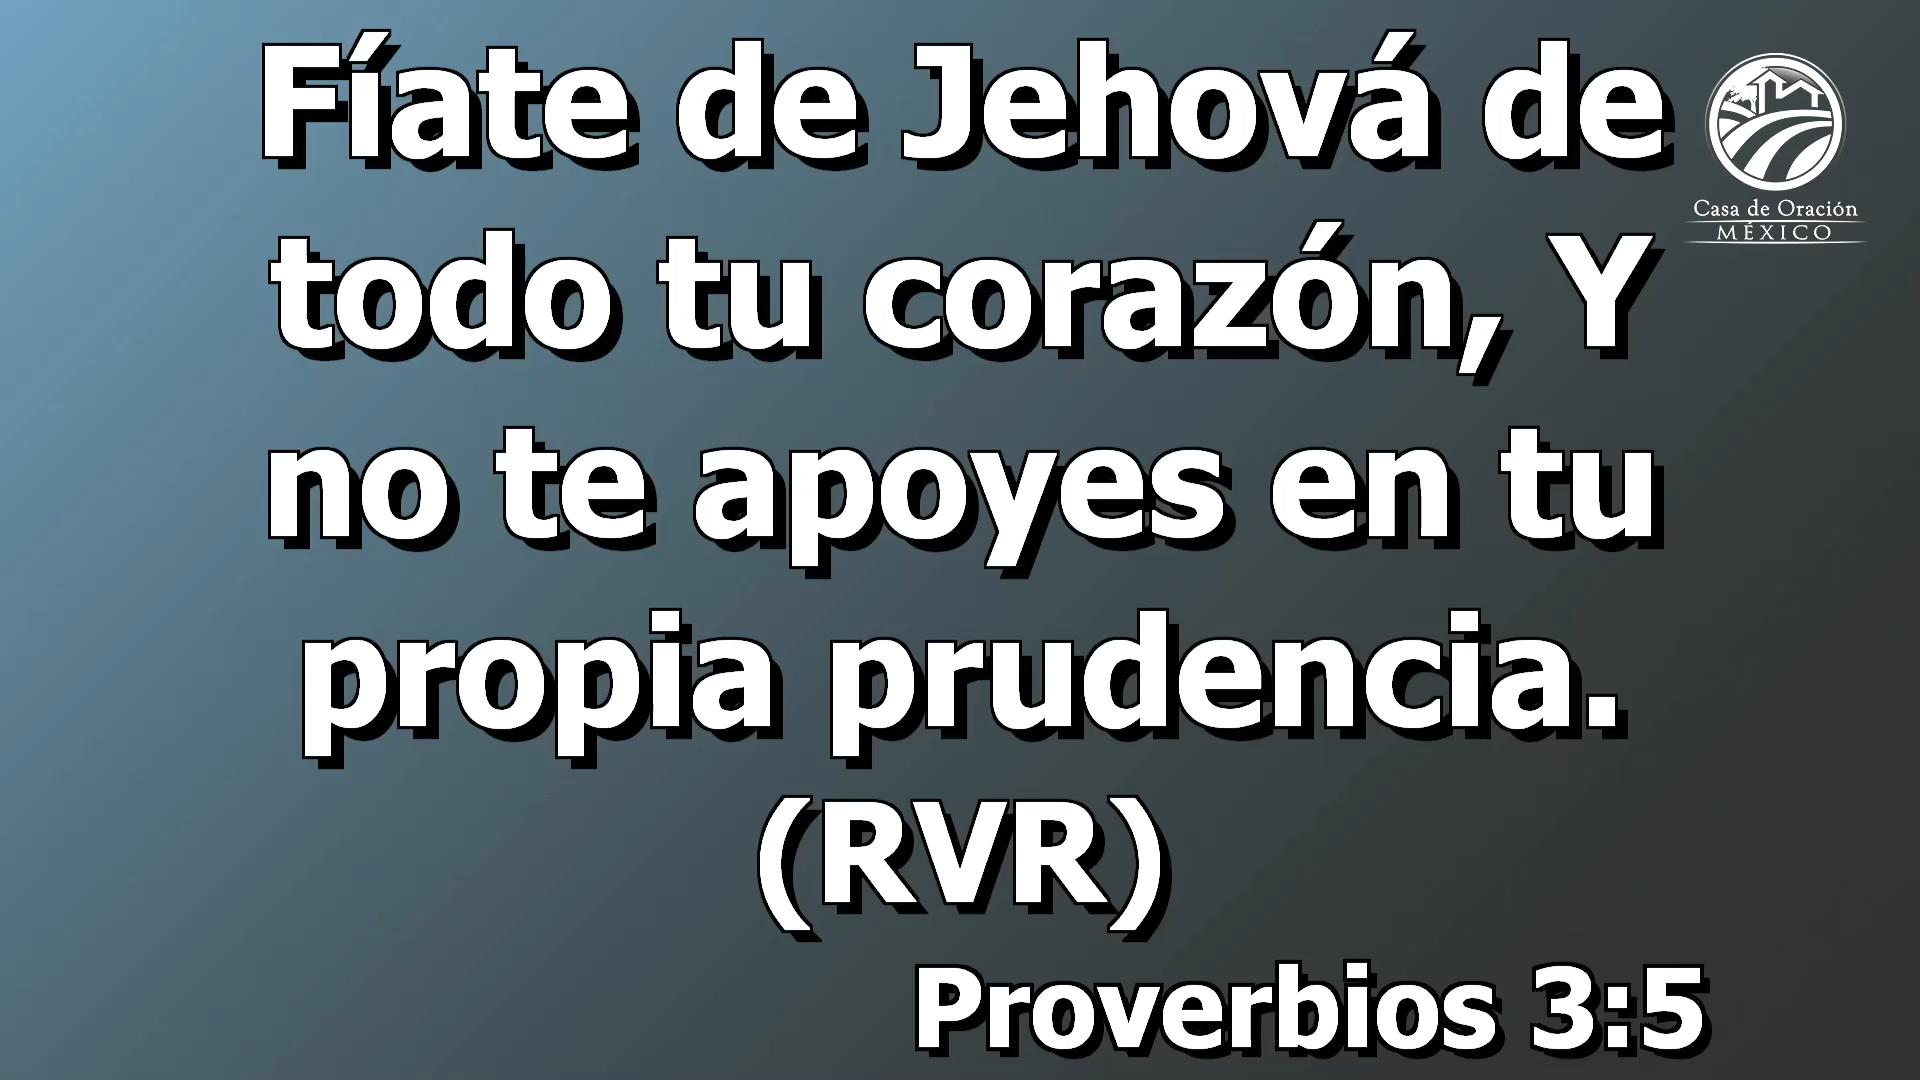 Fíate de Jehová de
todo tu corazón, Y
no te apoyes en tu
propia prudencia.
(RVR)
Proverbios 3:5
Casa de Oración
MÉXICO